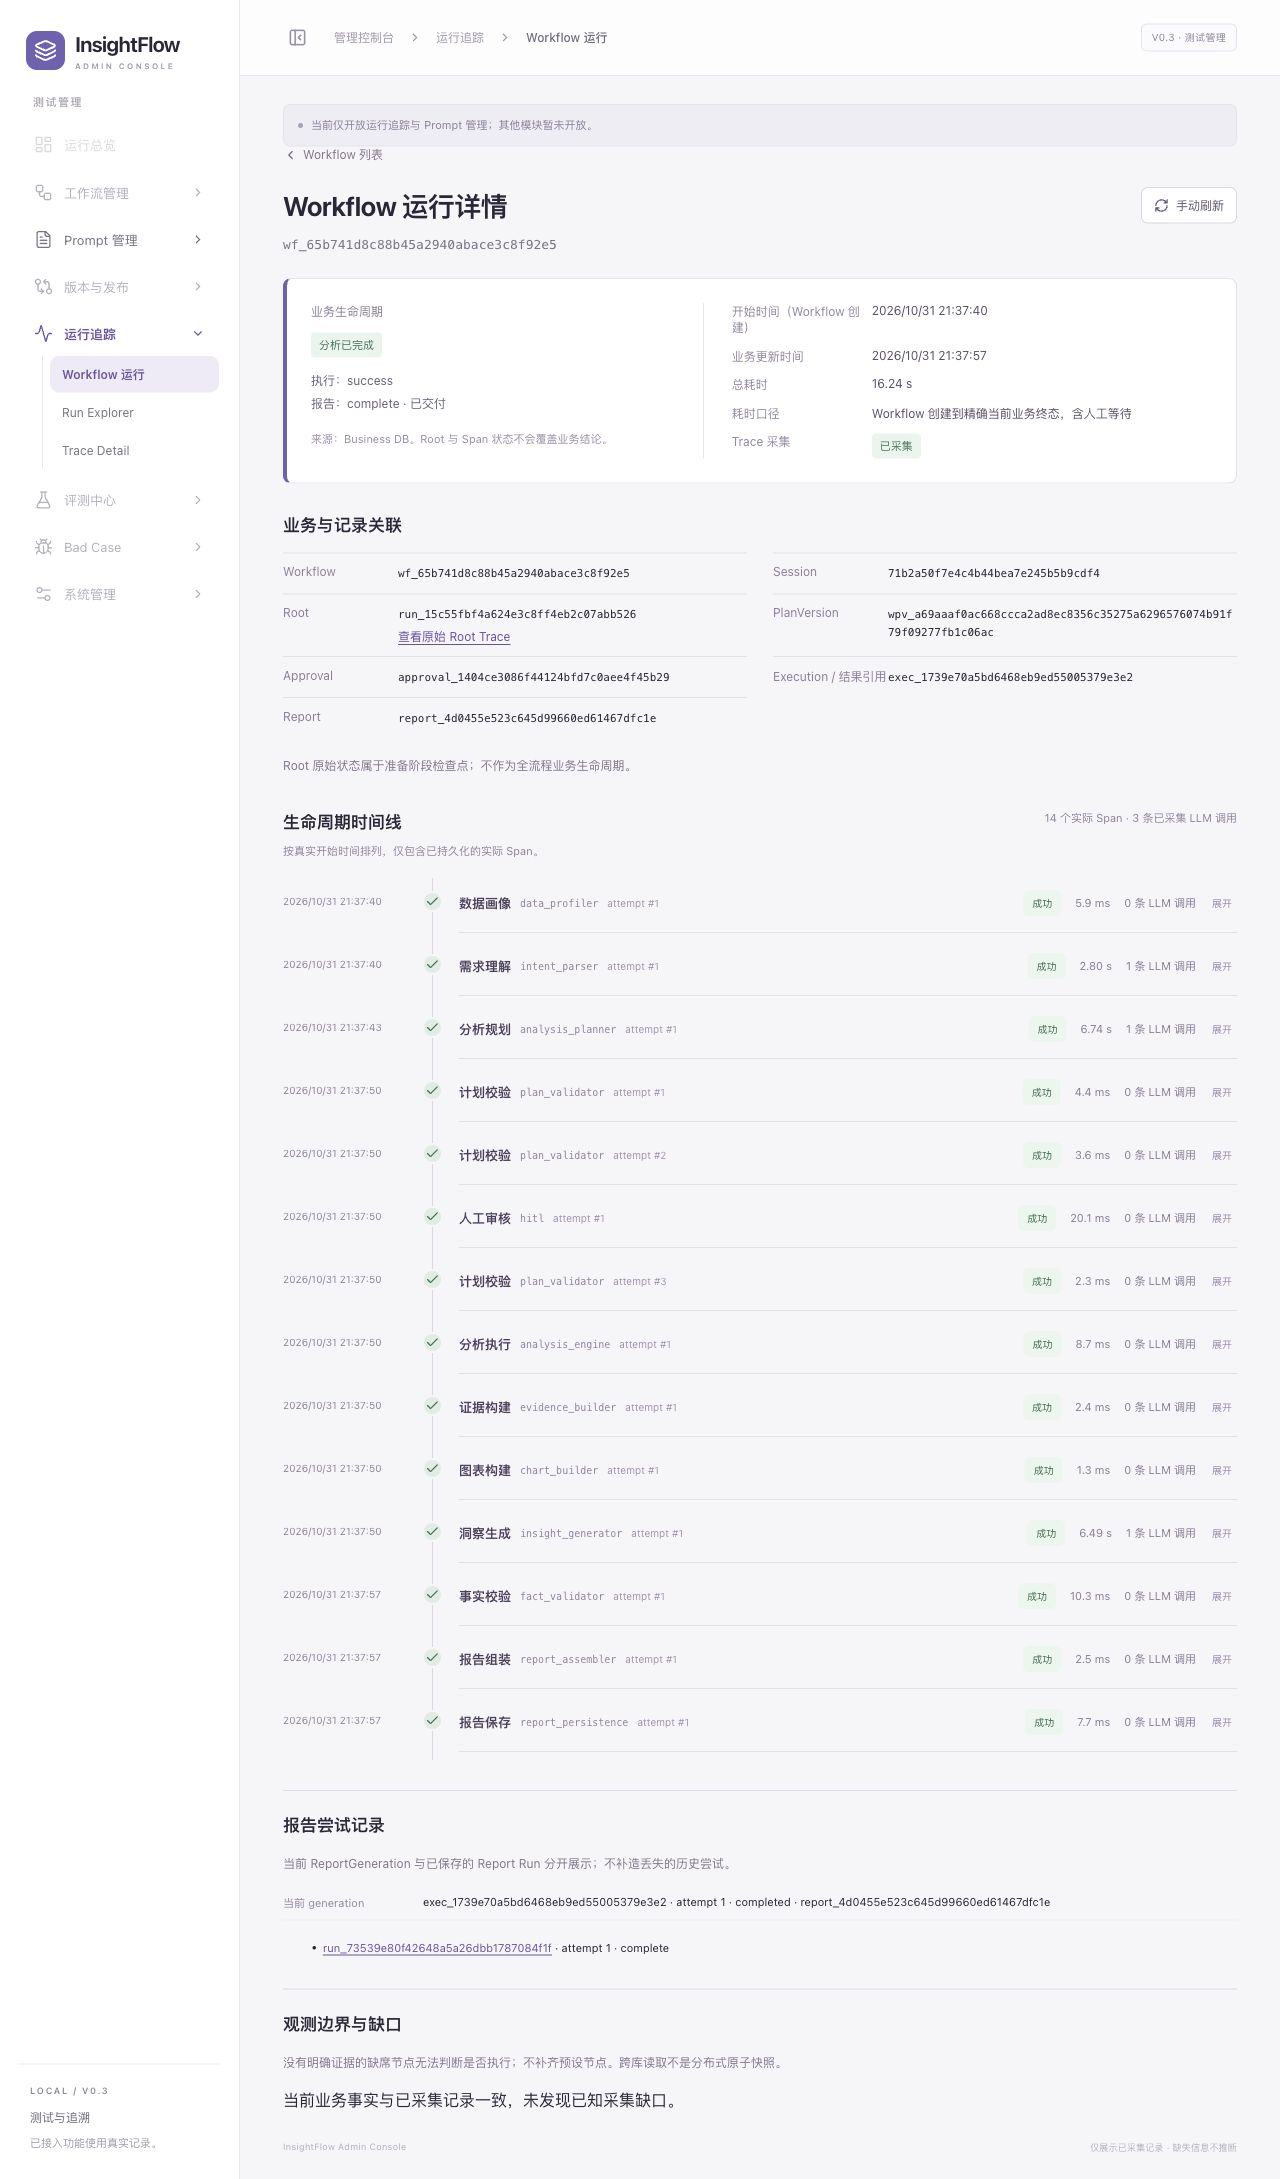 InsightFlow
ADMIN CONSOLE
测试管理
运行总览
工作流管理
Prompt 管理
版本与发布
运行追踪
Workflow 运行
Run Explorer
Trace Detail
评测中心
Bad Case
系统管理
LOCAL / V0.3
测试与追溯
已接入功能使用真实记录。
管理控制台 > 运行追踪 > Workflow 运行
V0.3 · 测试管理
当前仅开放运行追踪与 Prompt 管理；其他模块暂未开放。
Workflow 列表
Workflow 运行详情
手动刷新
wf_65b741d8c88b45a2940abace3c8f92e5
业务生命周期
分析已完成
执行：success
报告：complete · 已交付
来源：Business DB。Root 与 Span 状态不会覆盖业务结论。
开始时间（Workflow 创建） 2026/10/31 21:37:40
业务更新时间 2026/10/31 21:37:57
总耗时 16.24 s
耗时口径 Workflow 创建到精确当前业务终态，含人工等待
Trace 采集 已采集
业务与记录关联
Workflow wf_65b741d8c88b45a2940abace3c8f92e5
Session 71b2a50f7e4c4b44bea7e245b5b9cdf4
Root run_15c55fbf4a624e3c8ff4eb2c07abb526
查看原始 Root Trace
PlanVersion wpv_a69aaaf0ac668ccca2ad8ec8356c35275a6296576074b91f
79f09277fb1c06ac
Approval approval_1404ce3086f44124bfd7c0aee4f45b29
Execution / 结果引用 exec_1739e70a5bd6468eb9ed55005379e3e2
Report report_4d0455e523c645d99660ed61467dfc1e
Root 原始状态属于准备阶段检查点；不作为全流程业务生命周期。
生命周期时间线
14 个实际 Span · 3 条已采集 LLM 调用
按真实开始时间排列，仅包含已持久化的实际 Span。
2026/10/31 21:37:40 数据画像 data_profiler attempt #1 成功 5.9 ms 0 条 LLM 调用 展开
2026/10/31 21:37:40 需求理解 intent_parser attempt #1 成功 2.80 s 1 条 LLM 调用 展开
2026/10/31 21:37:43 分析规划 analysis_planner attempt #1 成功 6.74 s 1 条 LLM 调用 展开
2026/10/31 21:37:50 计划校验 plan_validator attempt #1 成功 4.4 ms 0 条 LLM 调用 展开
2026/10/31 21:37:50 计划校验 plan_validator attempt #2 成功 3.6 ms 0 条 LLM 调用 展开
2026/10/31 21:37:50 人工审核 hitl attempt #1 成功 20.1 ms 0 条 LLM 调用 展开
2026/10/31 21:37:50 计划校验 plan_validator attempt #3 成功 2.3 ms 0 条 LLM 调用 展开
2026/10/31 21:37:50 分析执行 analysis_engine attempt #1 成功 8.7 ms 0 条 LLM 调用 展开
2026/10/31 21:37:50 证据构建 evidence_builder attempt #1 成功 2.4 ms 0 条 LLM 调用 展开
2026/10/31 21:37:50 图表构建 chart_builder attempt #1 成功 1.3 ms 0 条 LLM 调用 展开
2026/10/31 21:37:50 洞察生成 insight_generator attempt #1 成功 6.49 s 1 条 LLM 调用 展开
2026/10/31 21:37:57 事实校验 fact_validator attempt #1 成功 10.3 ms 0 条 LLM 调用 展开
2026/10/31 21:37:57 报告组装 report_assembler attempt #1 成功 2.5 ms 0 条 LLM 调用 展开
2026/10/31 21:37:57 报告保存 report_persistence attempt #1 成功 7.7 ms 0 条 LLM 调用 展开
报告尝试记录
当前 ReportGeneration 与已保存的 Report Run 分开展示；不补造丢失的历史尝试。
当前 generation exec_1739e70a5bd6468eb9ed55005379e3e2 · attempt 1 · completed · report_4d0455e523c645d99660ed61467dfc1e
• run_73539e80f42648a5a26dbb1787084f1f · attempt 1 · complete
观测边界与缺口
没有明确证据的缺席节点无法判断是否执行；不补齐预设节点。跨库读取不是分布式原子快照。
当前业务事实与已采集记录一致，未发现已知采集缺口。
InsightFlow Admin Console
仅展示已采集记录 · 缺失信息不推断